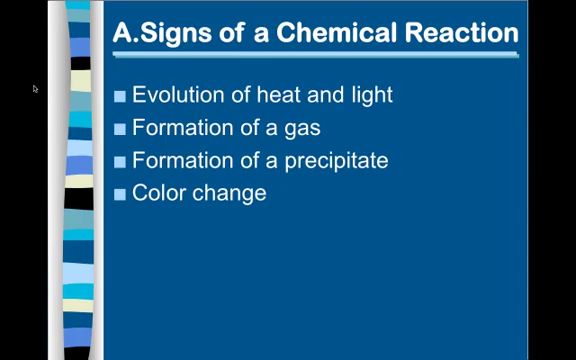 A.Signs of a Chemical Reaction
Evolution of heat and light
Formation of a gas
Formation of a precipitate
Color change